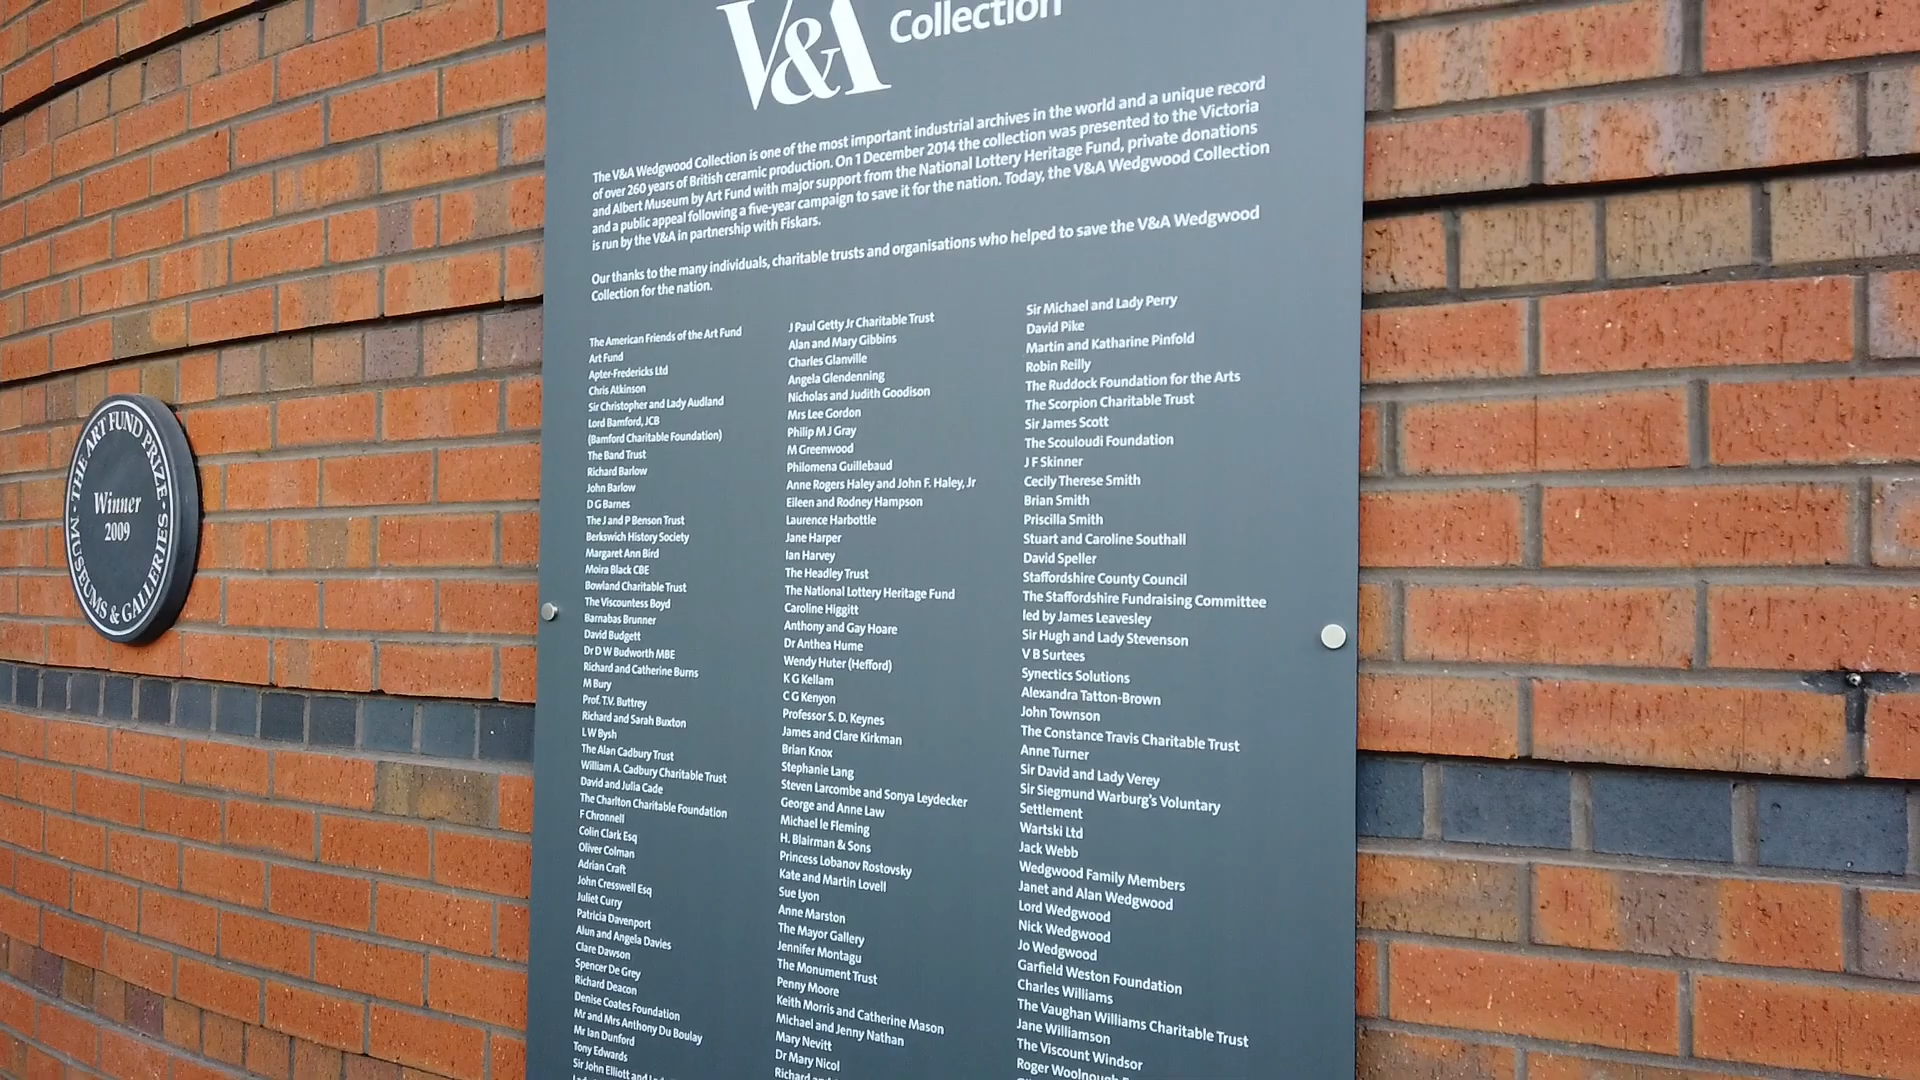 THE ART FUND PRIZE
Winner
2009
MUSEUMS & GALLERIES
V&A
Collection
The V&A Wedgwood Collection is one of the most important industrial archives in the world and a unique record
of over 260 years of British ceramic production. On 1 December 2014 the collection was presented to the Victoria
and Albert Museum by Art Fund with major support from the National Lottery Heritage Fund, private donations
and a public appeal following a five-year campaign to save it for the nation. Today, the V&A Wedgwood Collection
is run by the V&A in partnership with Fiskars.
Our thanks to the many individuals, charitable trusts and organisations who helped to save the V&A Wedgwood
Collection for the nation.
The American Friends of the Art Fund
Art Fund
Apter-Fredericks Ltd
Chris Atkinson
Sir Christopher and Lady Audland
Lord Bamford, JCB
(Bamford Charitable Foundation)
The Band Trust
Richard Barlow
John Barlow
D G Barnes
The J and P Benson Trust
Berkswich History Society
Margaret Ann Bird
Moira Black CBE
Bowland Charitable Trust
The Viscountess Boyd
Barnabas Brunner
David Budgett
Dr D W Budworth MBE
Richard and Catherine Burns
M Bury
Prof. T.V. Buttrey
Richard and Sarah Buxton
L W Bysh
The Alan Cadbury Trust
William A. Cadbury Charitable Trust
David and Julia Cade
The Charlton Charitable Foundation
F Chronnell
Colin Clark Esq
Oliver Colman
Adrian Craft
John Cresswell Esq
Juliet Curry
Patricia Davenport
Alun and Angela Davies
Clare Dawson
Spencer De Grey
Richard Deacon
Denise Coates Foundation
Mr and Mrs Anthony Du Boulay
Mr Ian Dunford
Tony Edwards
Sir John Elliott and
J Paul Getty Jr Charitable Trust
Alan and Mary Gibbins
Charles Glanville
Angela Glendenning
Nicholas and Judith Goodison
Mrs Lee Gordon
Philip M J Gray
M Greenwood
Philomena Guillebaud
Anne Rogers Haley and John F. Haley, Jr
Eileen and Rodney Hampson
Laurence Harbottle
Jane Harper
Ian Harvey
The Headley Trust
The National Lottery Heritage Fund
Caroline Higgitt
Anthony and Gay Hoare
Dr Anthea Hume
Wendy Huter (Hefford)
K G Kellam
C G Kenyon
Professor S. D. Keynes
James and Clare Kirkman
Brian Knox
Stephanie Lang
Steven Larcombe and Sonya Leydecker
George and Anne Law
Michael le Fleming
H. Blairman & Sons
Princess Lobanov Rostovsky
Kate and Martin Lovell
Sue Lyon
Anne Marston
The Mayor Gallery
Jennifer Montagu
The Monument Trust
Penny Moore
Keith Morris and Catherine Mason
Michael and Jenny Nathan
Mary Nevitt
Dr Mary Nicol
Richard
Sir Michael and Lady Perry
David Pike
Martin and Katharine Pinfold
Robin Reilly
The Ruddock Foundation for the Arts
The Scorpion Charitable Trust
Sir James Scott
The Scouloudi Foundation
J F Skinner
Cecily Therese Smith
Brian Smith
Priscilla Smith
Stuart and Caroline Southall
David Speller
Staffordshire County Council
The Staffordshire Fundraising Committee
led by James Leavesley
Sir Hugh and Lady Stevenson
V B Surtees
Synectics Solutions
Alexandra Tatton-Brown
John Townson
The Constance Travis Charitable Trust
Anne Turner
Sir David and Lady Verey
Sir Siegmund Warburg's Voluntary
Settlement
Wartski Ltd
Jack Webb
Wedgwood Family Members
Janet and Alan Wedgwood
Lord Wedgwood
Nick Wedgwood
Jo Wedgwood
Garfield Weston Foundation
Charles Williams
The Vaughan Williams Charitable Trust
Jane Williamson
The Viscount Windsor
Roger Woolnough